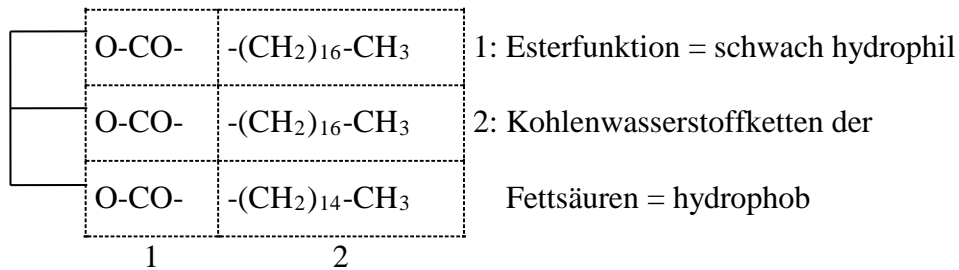 O-CO- -(CH₂)₁₆-CH₃ 1: Esterfunktion = schwach hydrophil
O-CO- -(CH₂)₁₆-CH₃ 2: Kohlenwasserstoffketten der
O-CO- -(CH₂)₁₄-CH₃ Fettsäuren = hydrophob
1 2